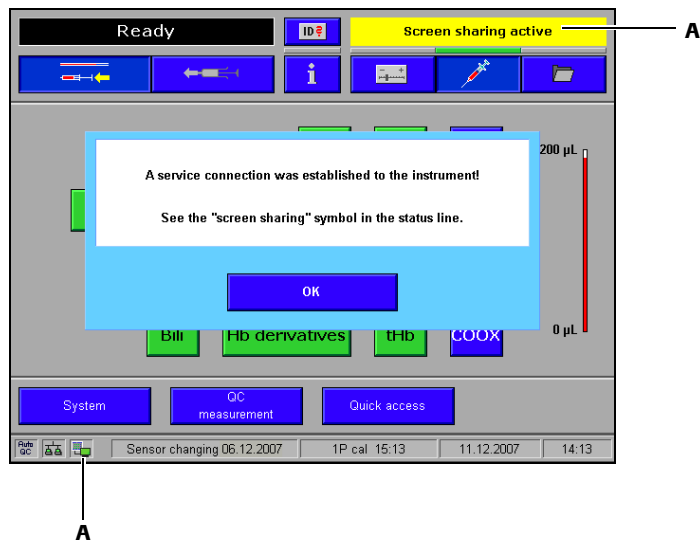 Ready
ID
Screen sharing active
A
i
200 µL
A service connection was established to the instrument!
See the "screen sharing" symbol in the status line.
OK
Bili
Hb derivatives
tHb
COOX
0 µL
System
QC
measurement
Quick access
Auto
QC
Sensor changing 06.12.2007
1P cal 15:13
11.12.2007
14:13
A